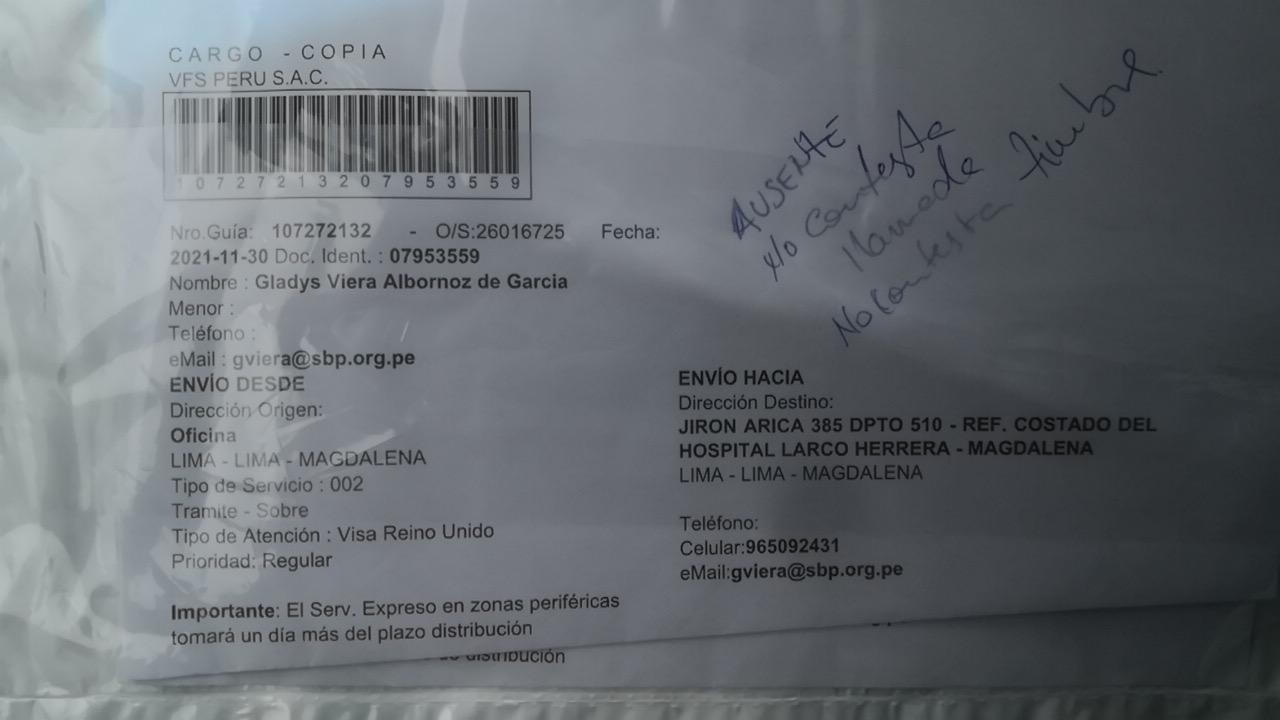 CARGO - COPIA
VFS PERU S.A.C.
10727213207953559
Nro.Guía: 107272132 - O/S:26016725 Fecha:
2021-11-30 Doc. Ident. : 07953559
Nombre : Gladys Viera Albornoz de Garcia
Menor :
Teléfono :
eMail : gviera@sbp.org.pe
ENVÍO DESDE
Dirección Origen:
Oficina
LIMA - LIMA - MAGDALENA
Tipo de Servicio : 002
Tramite - Sobre
Tipo de Atención : Visa Reino Unido
Prioridad: Regular
Importante: El Serv. Expreso en zonas periféricas
tomará un día más del plazo distribución
distribución
AUSENTE
n/o contesta
llamada
No contesta timbre
ENVÍO HACIA
Dirección Destino:
JIRON ARICA 385 DPTO 510 - REF. COSTADO DEL
HOSPITAL LARCO HERRERA - MAGDALENA
LIMA - LIMA - MAGDALENA
Teléfono:
Celular:965092431
eMail:gviera@sbp.org.pe